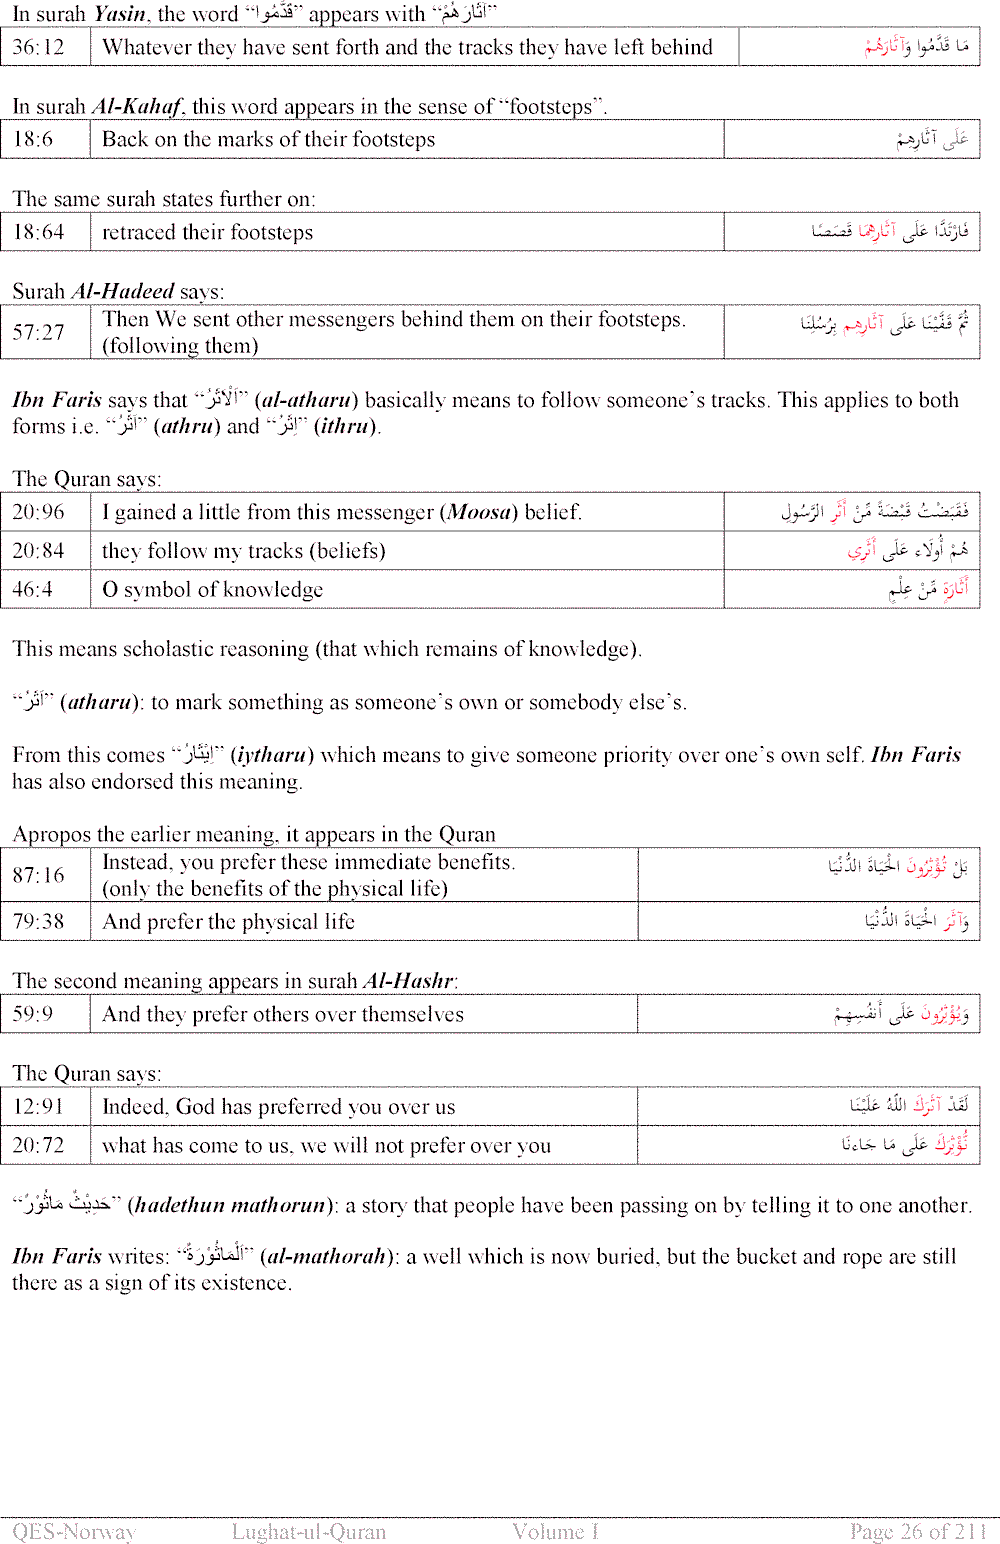 In surah Yasin, the word “قَدَّمُوا” appears with “آثَارَهُمْ”
36:12 Whatever they have sent forth and the tracks they have left behind مَا قَدَّمُوا وَآثَارَهُمْ
In surah Al-Kahaf, this word appears in the sense of “footsteps”.
18:6 Back on the marks of their footsteps عَلَى آثَارِهِمْ
The same surah states further on:
18:64 retraced their footsteps فَارْتَدَّا عَلَى آثَارِهِمَا قَصَصًا
Surah Al-Hadeed says:
57:27 Then We sent other messengers behind them on their footsteps.
(following them) ثُمَّ قَفَّيْنَا عَلَى آثَارِهِم بِرُسُلِنَا
Ibn Faris says that “اَلْاَثَرُ” (al-atharu) basically means to follow someone’s tracks. This applies to both
forms i.e. “اَثَرٌ” (athru) and “اِثْرٌ” (ithru).
The Quran says:
20:96 I gained a little from this messenger (Moosa) belief. فَقَبَضْتُ قَبْضَةً مِّنْ أَثَرِ الرَّسُولِ
20:84 they follow my tracks (beliefs) هُمْ أُولَاء عَلَى أَثَرِي
46:4 O symbol of knowledge أَثَارَةٍ مِّنْ عِلْمٍ
This means scholastic reasoning (that which remains of knowledge).
“اَثَرٌ” (atharu): to mark something as someone’s own or somebody else’s.
From this comes “اِيْثَارٌ” (iytharu) which means to give someone priority over one’s own self. Ibn Faris
has also endorsed this meaning.
Apropos the earlier meaning, it appears in the Quran
87:16 Instead, you prefer these immediate benefits.
(only the benefits of the physical life) بَلْ تُؤْثِرُونَ الْحَيَاةَ الدُّنْيَا
79:38 And prefer the physical life وَآثَرَ الْحَيَاةَ الدُّنْيَا
The second meaning appears in surah Al-Hashr:
59:9 And they prefer others over themselves وَيُؤْثِرُونَ عَلَى أَنفُسِهِمْ
The Quran says:
12:91 Indeed, God has preferred you over us لَقَدْ آثَرَكَ اللَّهُ عَلَيْنَا
20:72 what has come to us, we will not prefer over you نُّؤْثِرَكَ عَلَى مَا جَاءنَا
“حَدِيْثٌ مَاثُوْرٌ” (hadethun mathorun): a story that people have been passing on by telling it to one another.
Ibn Faris writes: “اَلْمَاثُوْرَةُ” (al-mathorah): a well which is now buried, but the bucket and rope are still
there as a sign of its existence.
QES-Norway Lughat-ul-Quran Volume I Page 26 of 211